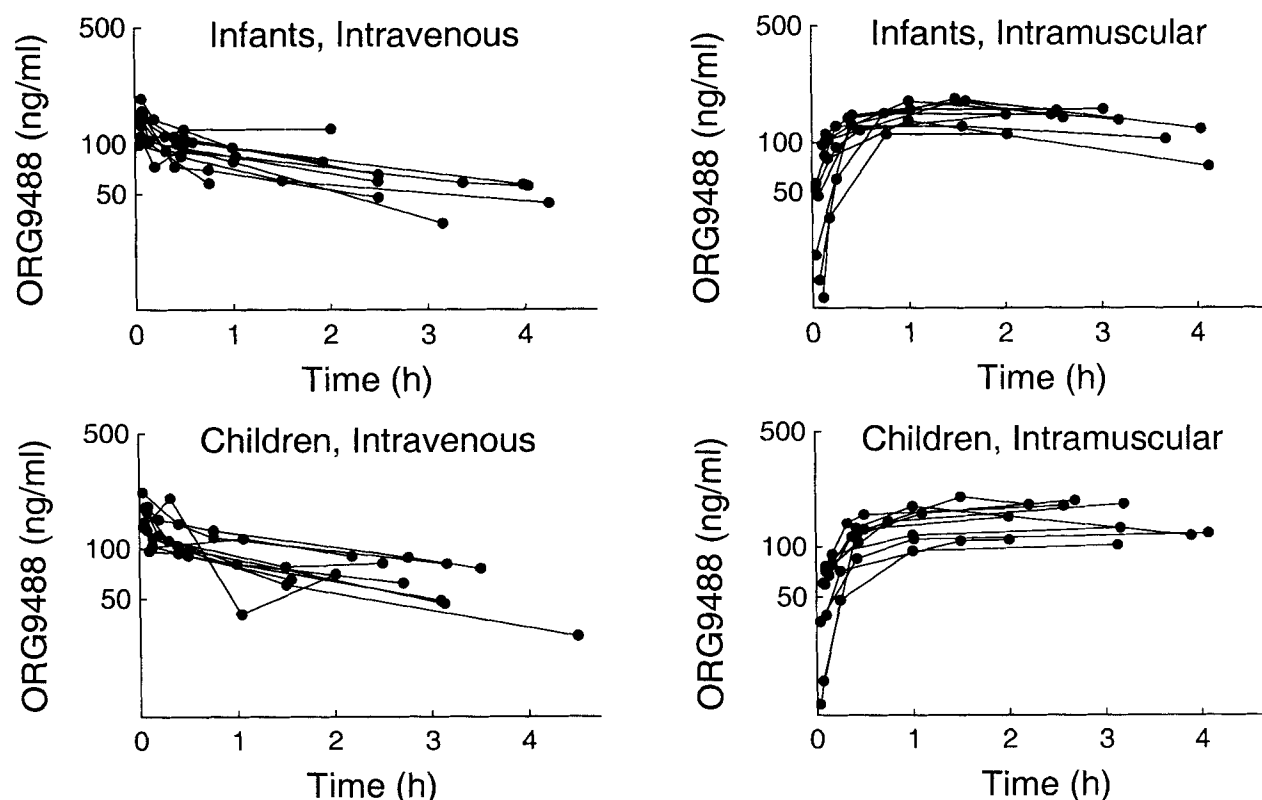 Infants, Intravenous
ORG9488 (ng/ml)
500
100
50
0 1 2 3 4
Time (h)
Infants, Intramuscular
ORG9488 (ng/ml)
500
100
50
0 1 2 3 4
Time (h)
Children, Intravenous
ORG9488 (ng/ml)
500
100
50
0 1 2 3 4
Time (h)
Children, Intramuscular
ORG9488 (ng/ml)
500
100
50
0 1 2 3 4
Time (h)